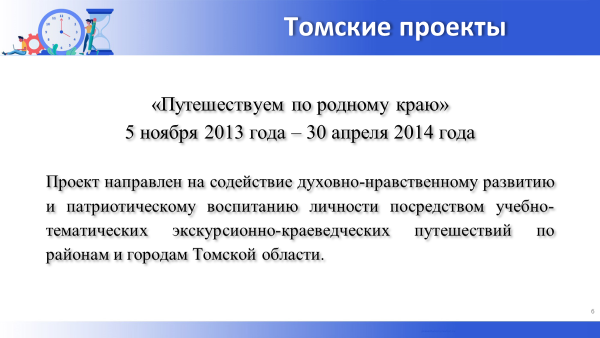 Томские проекты
«Путешествуем по родному краю»
5 ноября 2013 года – 30 апреля 2014 года
Проект направлен на содействие духовно-нравственному развитию
и патриотическому воспитанию личности посредством учебно-
тематических экскурсионно-краеведческих путешествий по
районам и городам Томской области.
6